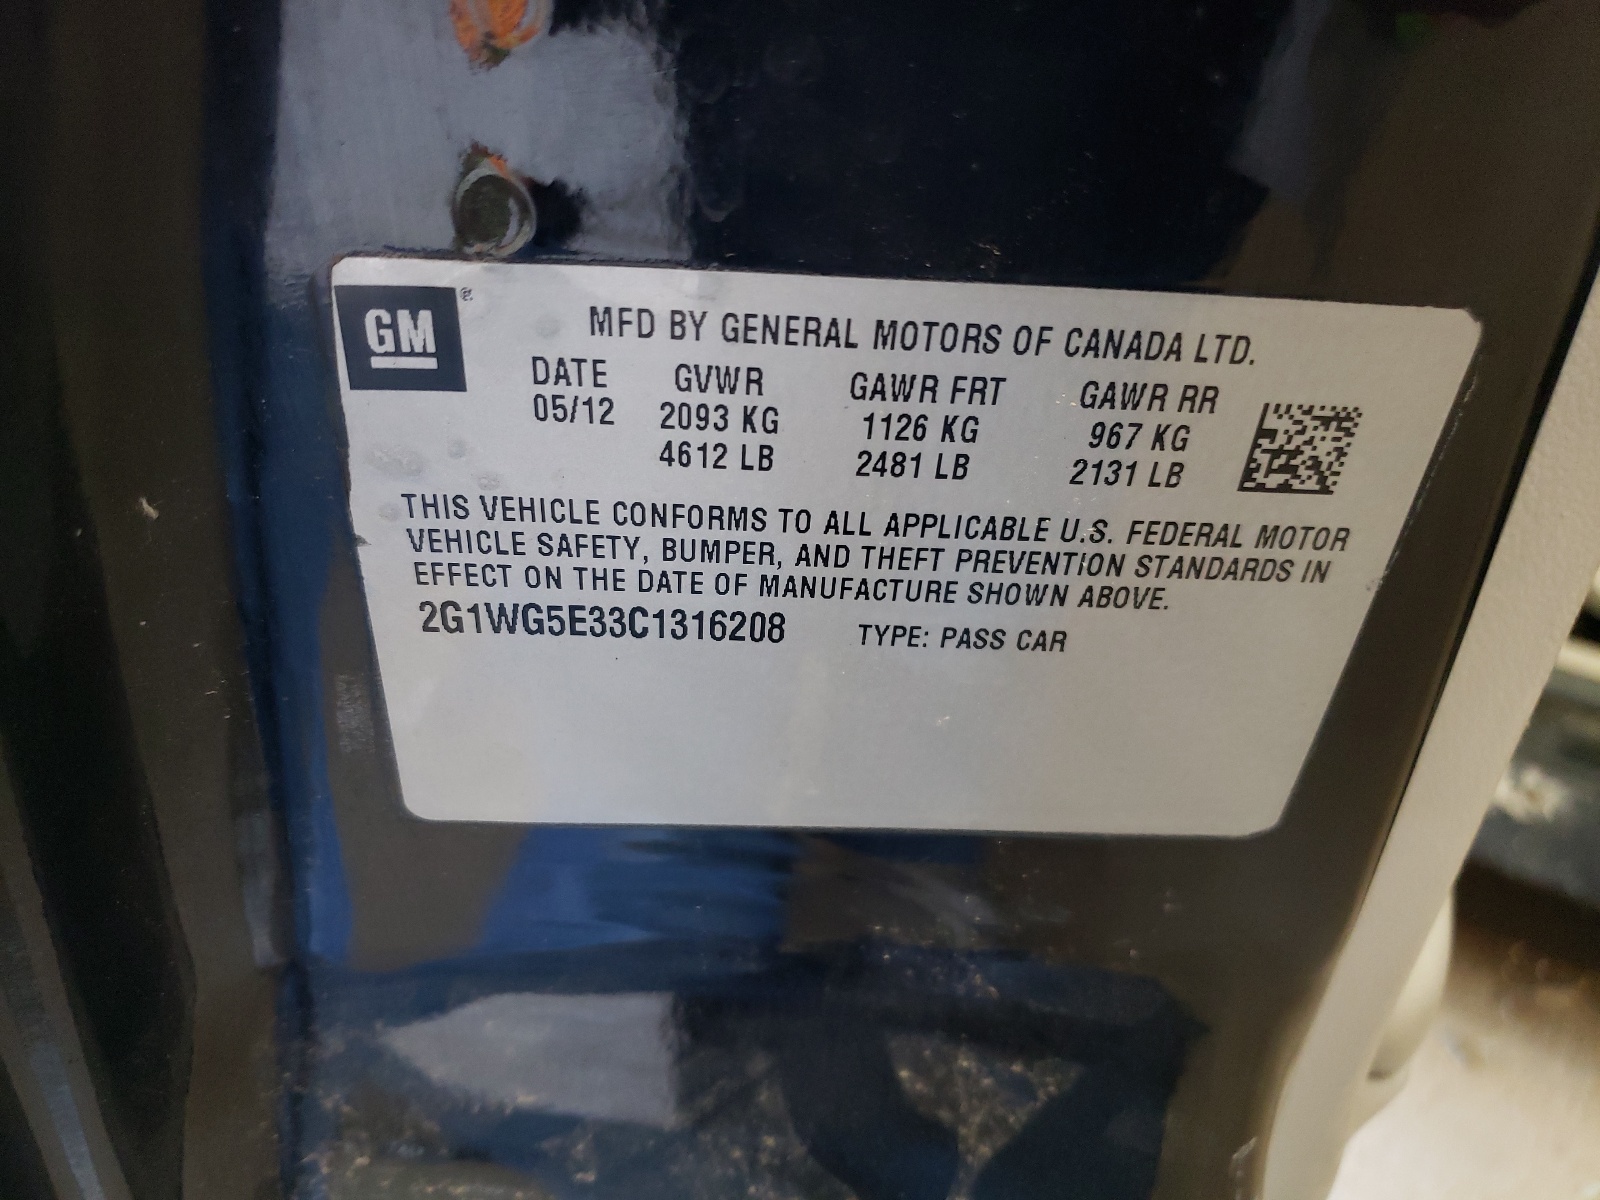 GM®
MFD BY GENERAL MOTORS OF CANADA LTD.
DATE GVWR GAWR FRT GAWR RR
05/12 2093 KG 1126 KG 967 KG
4612 LB 2481 LB 2131 LB
THIS VEHICLE CONFORMS TO ALL APPLICABLE U.S. FEDERAL MOTOR
VEHICLE SAFETY, BUMPER, AND THEFT PREVENTION STANDARDS IN
EFFECT ON THE DATE OF MANUFACTURE SHOWN ABOVE.
2G1WG5E33C1316208 TYPE: PASS CAR